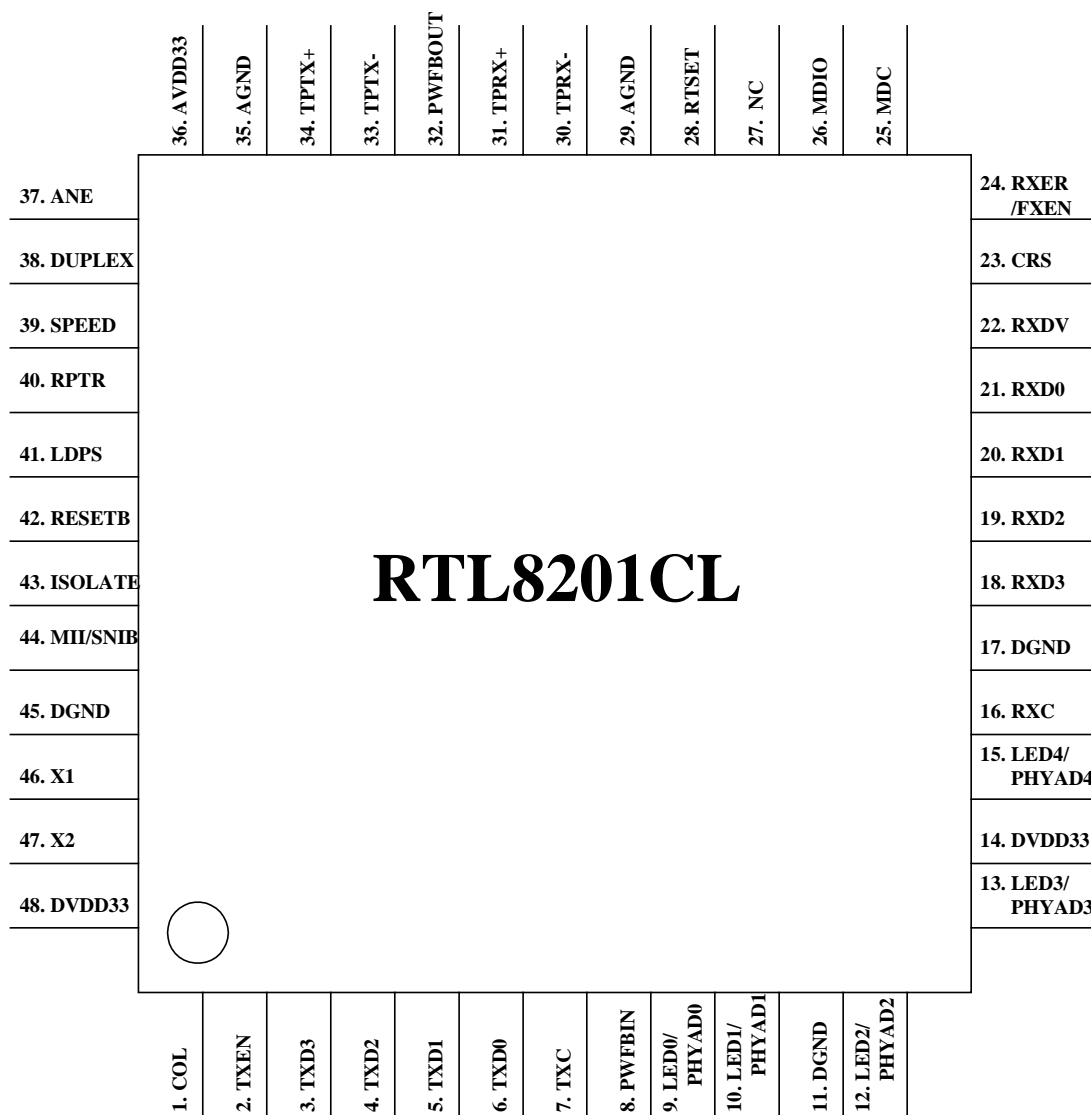 36. AVDD33
35. AGND
34. TPTX+
33. TPTX-
32. PWFBOUT
31. TPRX+
30. TPRX-
29. AGND
28. RTSET
27. NC
26. MDIO
25. MDC
37. ANE
38. DUPLEX
39. SPEED
40. RPTR
41. LDPS
42. RESETB
43. ISOLATE
44. MII/SNIB
45. DGND
46. X1
47. X2
48. DVDD33
RTL8201CL
24. RXER
/FXEN
23. CRS
22. RXDV
21. RXD0
20. RXD1
19. RXD2
18. RXD3
17. DGND
16. RXC
15. LED4/
PHYAD4
14. DVDD33
13. LED3/
PHYAD3
1. COL
2. TXEN
3. TXD3
4. TXD2
5. TXD1
6. TXD0
7. TXC
8. PWFBIN
9. LED0/
PHYAD0
10. LED1/
PHYAD1
11. DGND
12. LED2/
PHYAD2